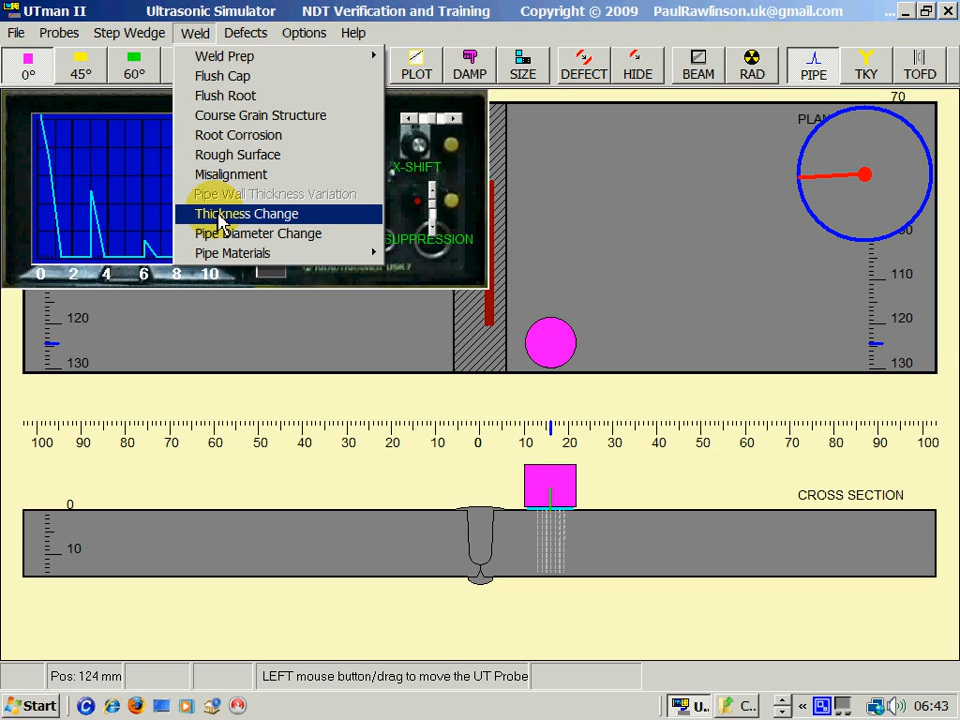 UTman II Ultrasonic Simulator NDT Verification and Training Copyright © 2009 PaulRawlinson.uk@gmail.com ...
File Probes Step Wedge Weld Defects Options Help
0° 45° 60° PLOT DAMP SIZE DEFECT HIDE BEAM RAD PIPE TKY TOFD
Weld Prep
Flush Cap
Flush Root
Course Grain Structure
Root Corrosion
Rough Surface
Misalignment
Pipe Wall Thickness Variation
Thickness Change
Pipe Diameter Change
Pipe Materials
X-SHIFT
SUPPRESSION
0 2 4 6 8 10
70
PLAN
110
120 120
130 130
100 90 80 70 60 50 40 30 20 10 0 10 20 30 40 50 60 70 80 90 100
CROSS SECTION
0
10
Pos: 124 mm LEFT mouse button/drag to move the UT Probe
Start U.. C.. « 06:43